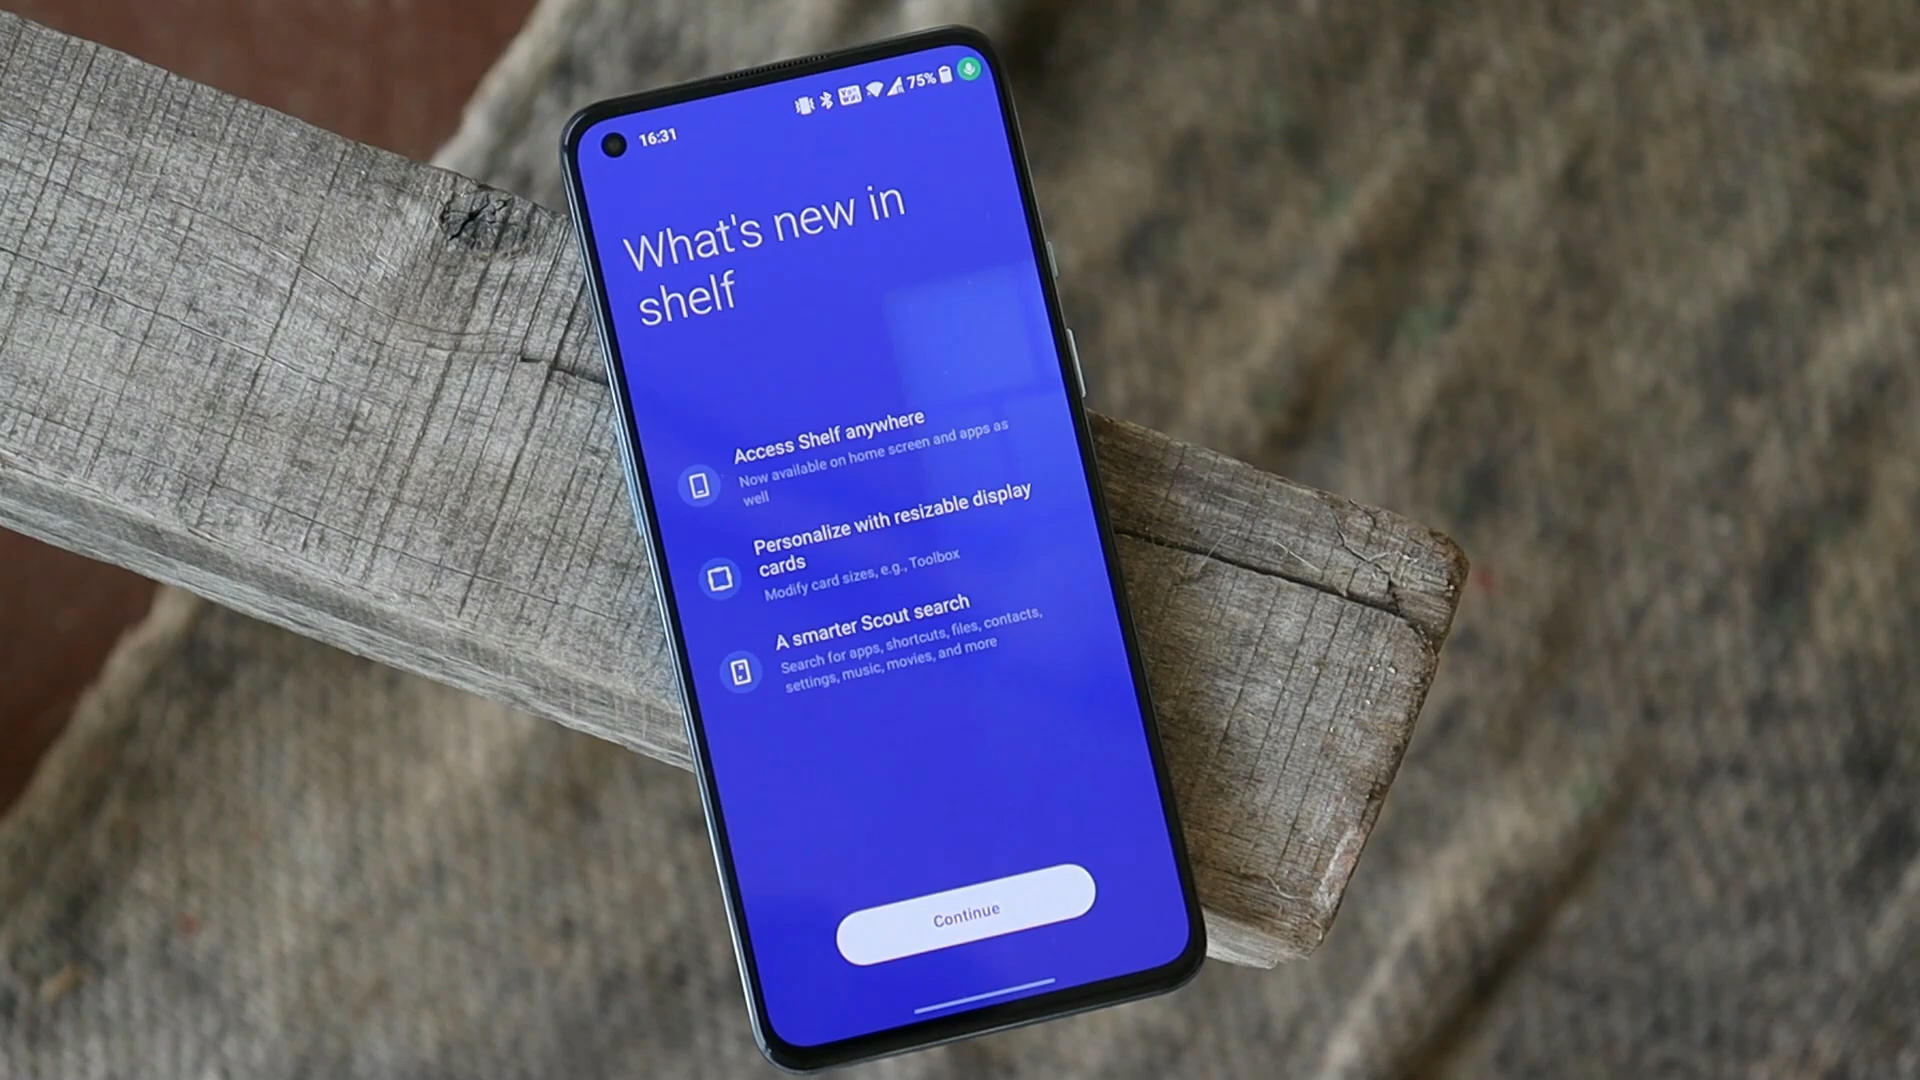 16:31
75%
What's new in
shelf
Access Shelf anywhere
Now available on home screen and apps as
well
Personalize with resizable display
cards
Modify card sizes, e.g., Toolbox
A smarter Scout search
Search for apps, shortcuts, files, contacts,
settings, music, movies, and more
Continue